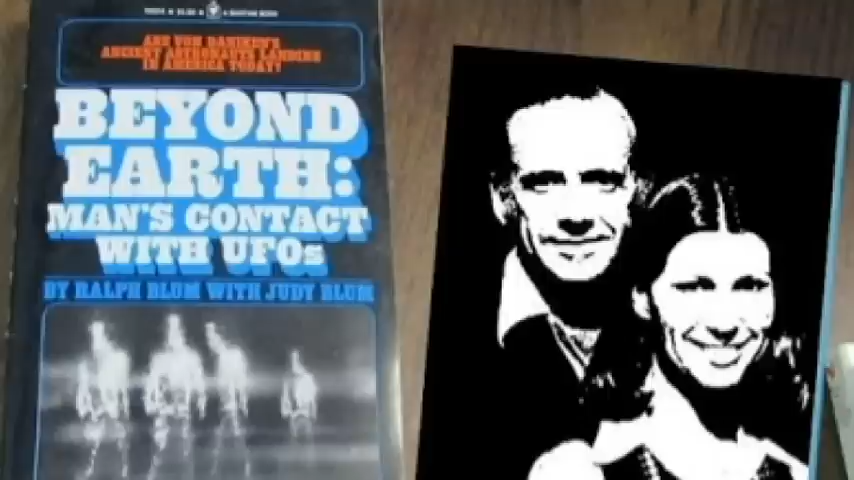 ARE VON DANIKEN'S
ANCIENT ASTRONAUTS LANDING
IN AMERICA TODAY?
BEYOND
EARTH:
MAN'S CONTACT
WITH UFOs
BY RALPH BLUM WITH JUDY BLUM